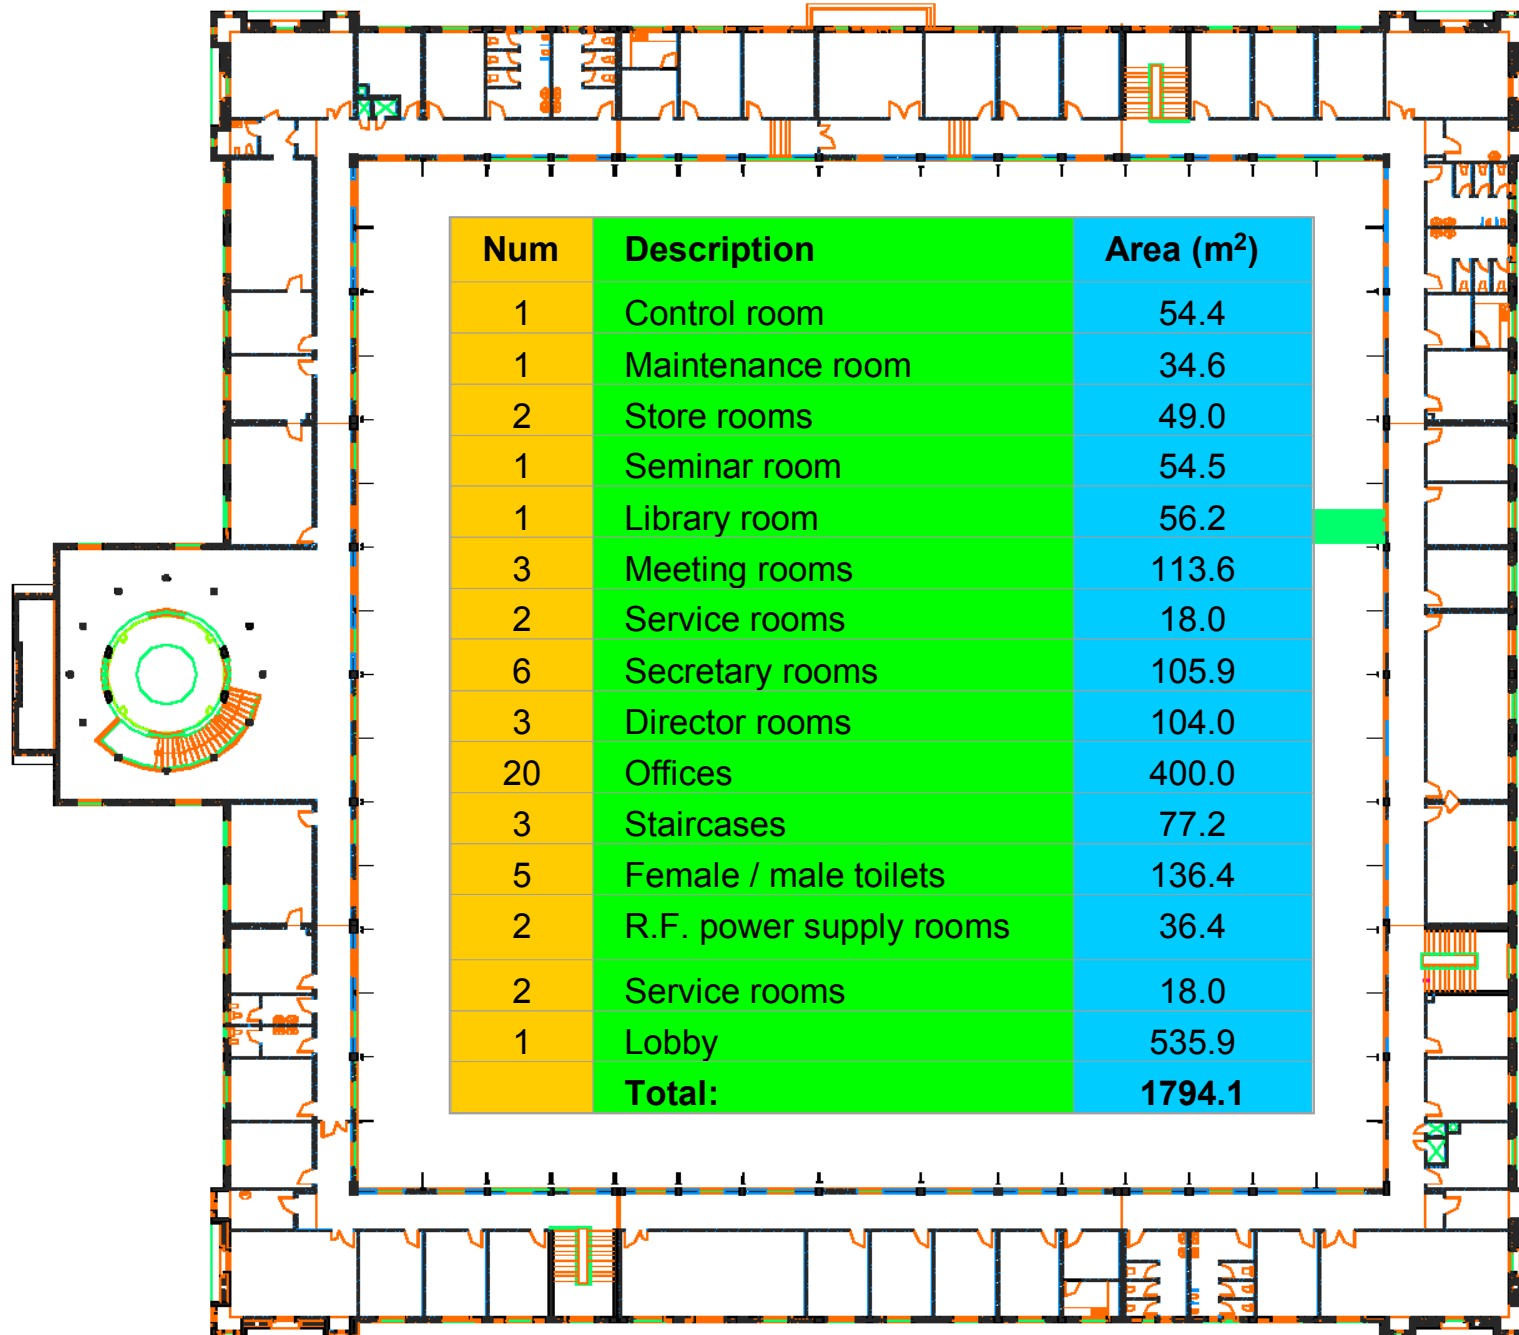 Num Description Area (m²)
1 Control room 54.4
1 Maintenance room 34.6
2 Store rooms 49.0
1 Seminar room 54.5
1 Library room 56.2
3 Meeting rooms 113.6
2 Service rooms 18.0
6 Secretary rooms 105.9
3 Director rooms 104.0
20 Offices 400.0
3 Staircases 77.2
5 Female / male toilets 136.4
2 R.F. power supply rooms 36.4
2 Service rooms 18.0
1 Lobby 535.9
Total: 1794.1